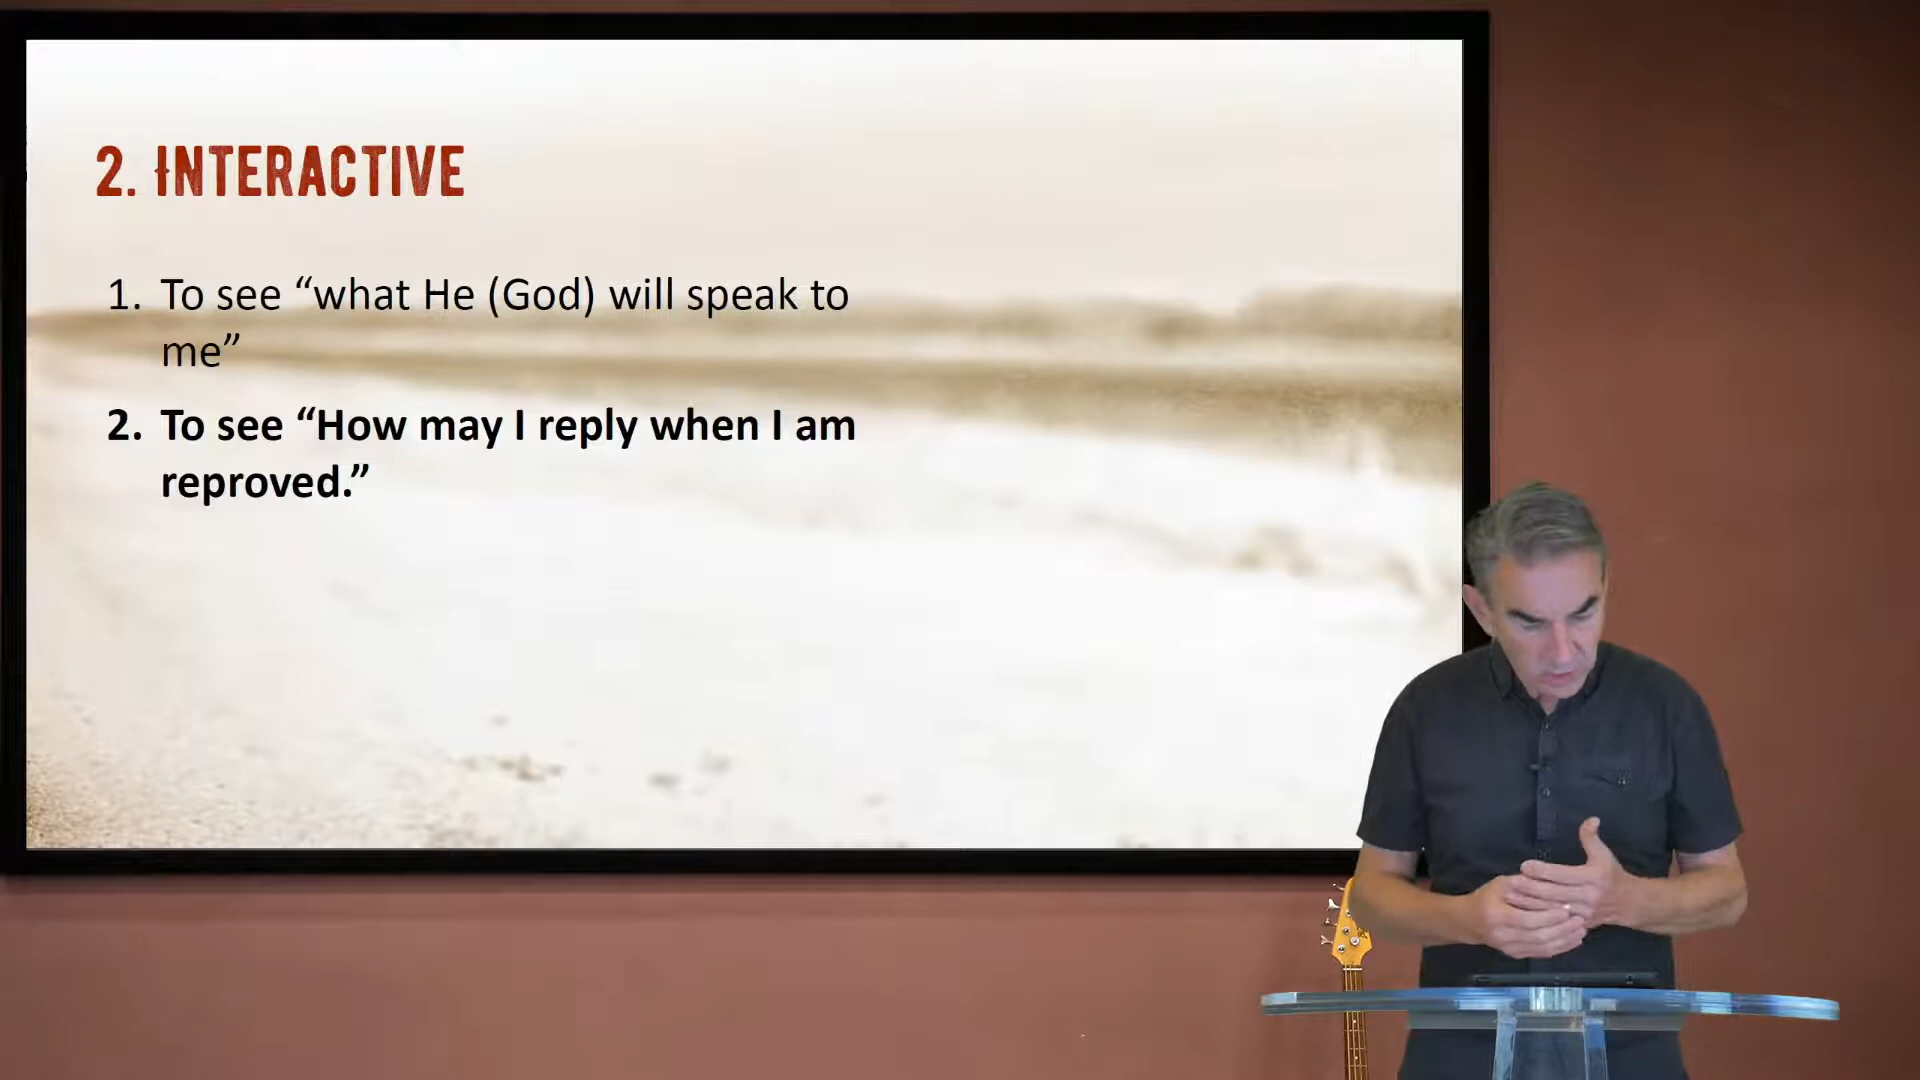 2. INTERACTIVE
1. To see “what He (God) will speak to
me”
2. To see “How may I reply when I am
reproved.”